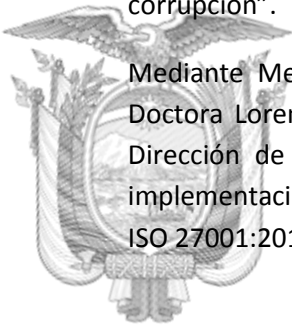 corrupción".
Mediante Me
Doctora Loren
Dirección de
implementaci
ISO 27001:201